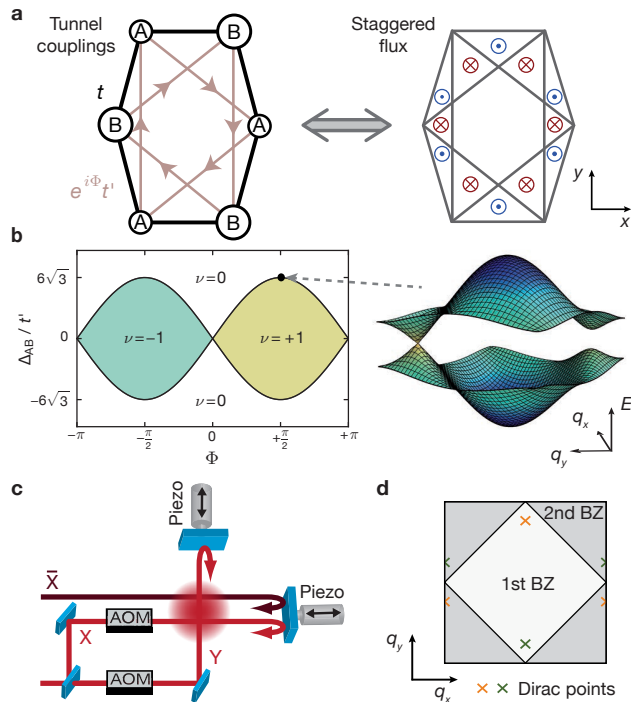 a
Tunnel
couplings
Staggered
flux
A
B
t
B
A
e^{iΦ}t'
A
B
y
x
b
Δ_AB / t'
6√3
0
−6√3
ν=0
ν=−1
ν=+1
ν=0
−π
−π/2
0
+π/2
+π
Φ
E
q_x
q_y
c
Piezo
X̄
Piezo
X
AOM
Y
AOM
d
2nd BZ
1st BZ
q_y
q_x
Dirac points